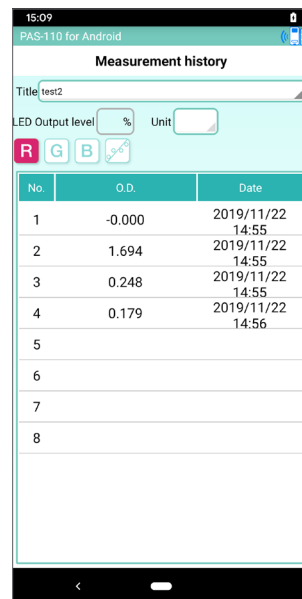 15:09
PAS-110 for Android
Measurement history
Title test2
LED Output level % Unit
R G B
No. O.D. Date
1 -0.000 2019/11/22 14:55
2 1.694 2019/11/22 14:55
3 0.248 2019/11/22 14:55
4 0.179 2019/11/22 14:56
5
6
7
8